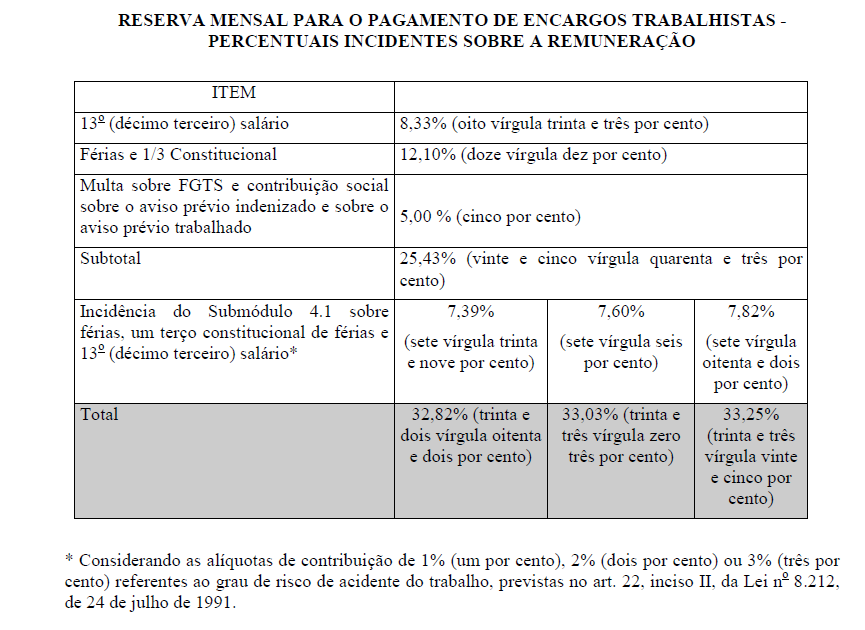 RESERVA MENSAL PARA O PAGAMENTO DE ENCARGOS TRABALHISTAS -
PERCENTUAIS INCIDENTES SOBRE A REMUNERAÇÃO
ITEM
13º (décimo terceiro) salário
8,33% (oito vírgula trinta e três por cento)
Férias e 1/3 Constitucional
12,10% (doze vírgula dez por cento)
Multa sobre FGTS e contribuição social
sobre o aviso prévio indenizado e sobre o
aviso prévio trabalhado
5,00 % (cinco por cento)
Subtotal
25,43% (vinte e cinco vírgula quarenta e três por
cento)
Incidência do Submódulo 4.1 sobre
férias, um terço constitucional de férias e
13º (décimo terceiro) salário*
7,39%
(sete vírgula trinta
e nove por cento)
7,60%
(sete vírgula seis
por cento)
7,82%
(sete vírgula
oitenta e dois
por cento)
Total
32,82% (trinta e
dois vírgula oitenta
e dois por cento)
33,03% (trinta e
três vírgula zero
três por cento)
33,25%
(trinta e três
vírgula vinte
e cinco por
cento)
* Considerando as alíquotas de contribuição de 1% (um por cento), 2% (dois por cento) ou 3% (três por
cento) referentes ao grau de risco de acidente do trabalho, previstas no art. 22, inciso II, da Lei nº 8.212,
de 24 de julho de 1991.